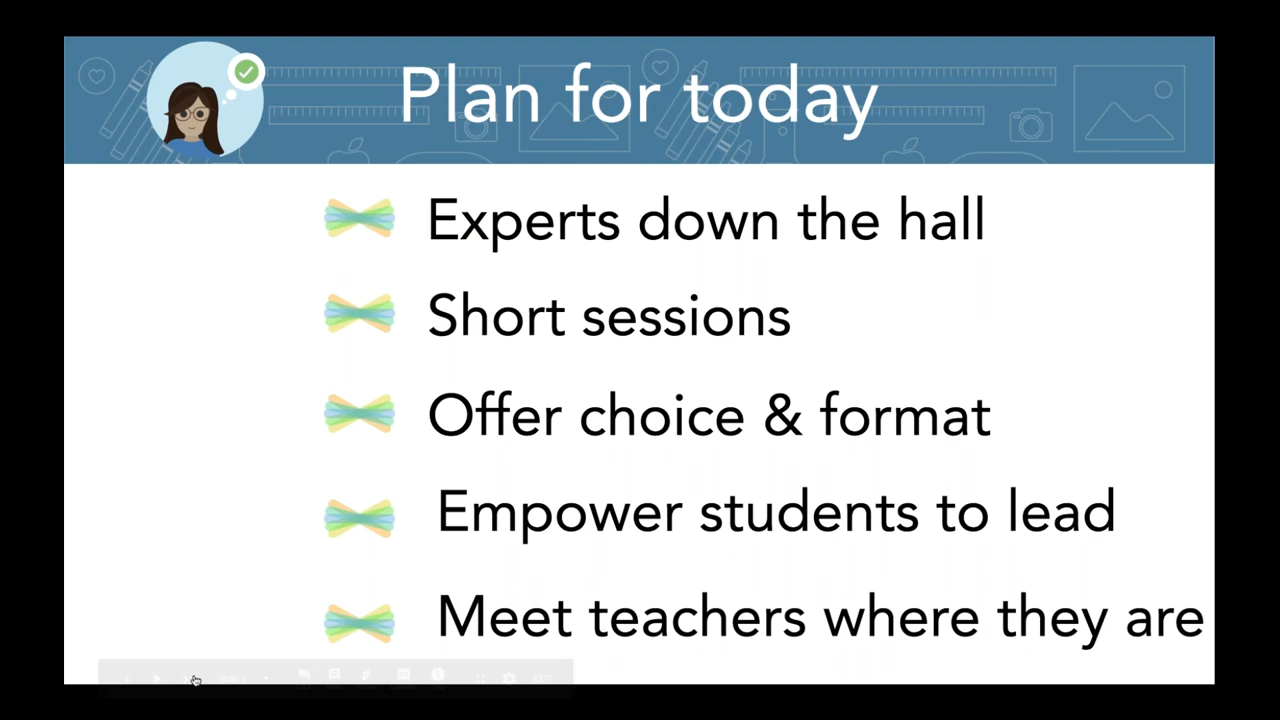 Plan for today
Experts down the hall
Short sessions
Offer choice & format
Empower students to lead
Meet teachers where they are